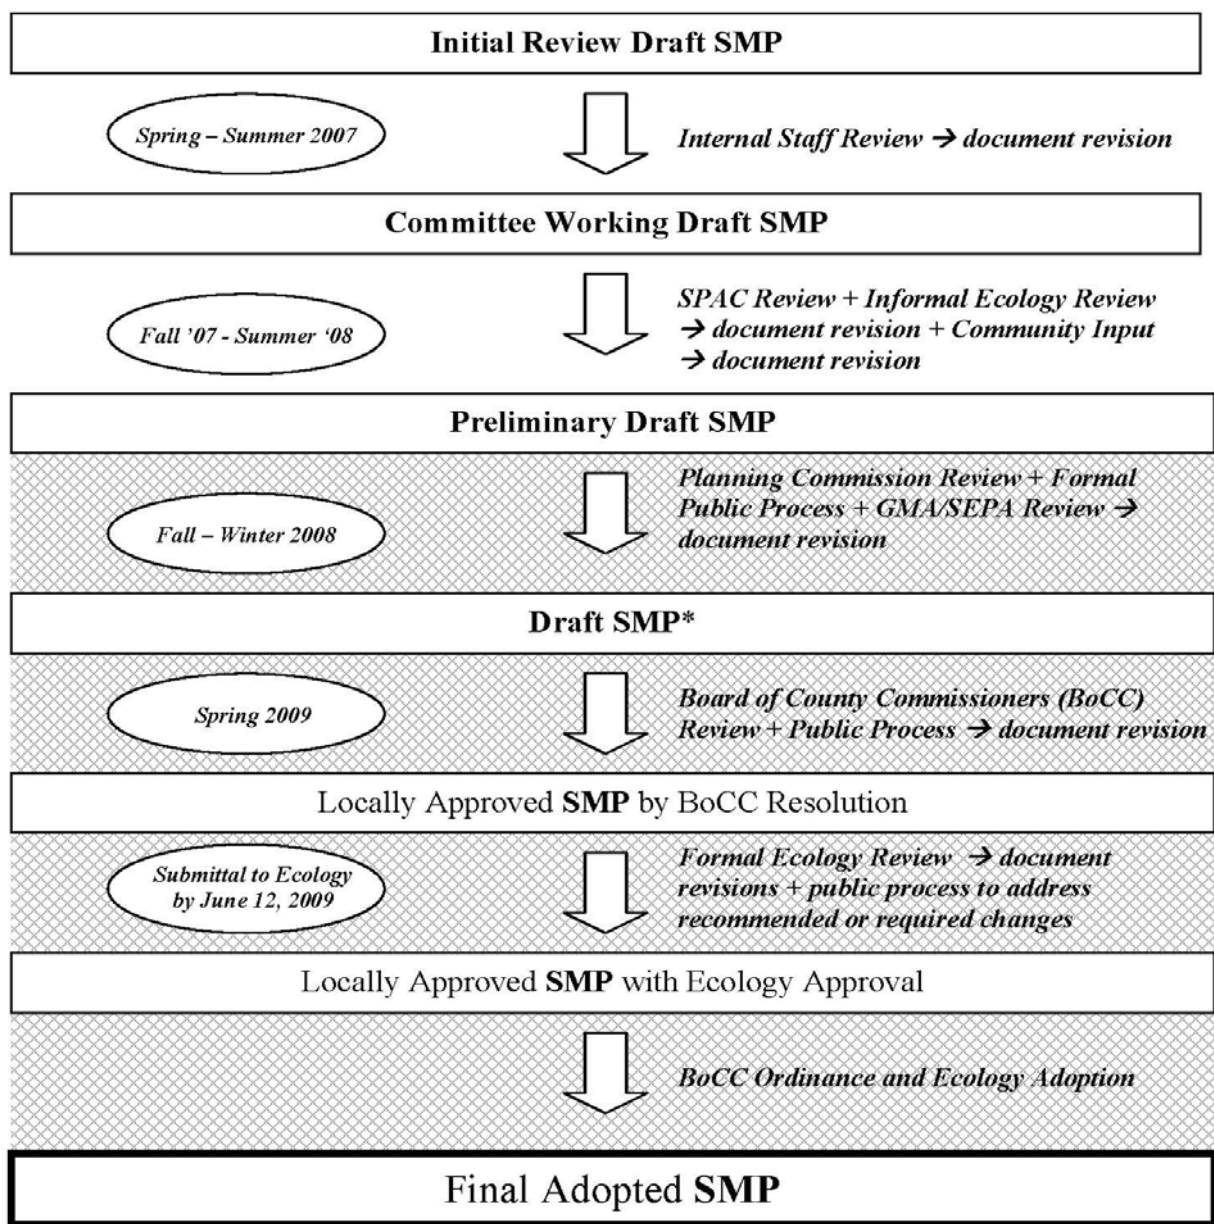 Initial Review Draft SMP
Spring – Summer 2007
Internal Staff Review → document revision
Committee Working Draft SMP
Fall ’07 - Summer ‘08
SPAC Review + Informal Ecology Review
→ document revision + Community Input
→ document revision
Preliminary Draft SMP
Fall – Winter 2008
Planning Commission Review + Formal
Public Process + GMA/SEPA Review →
document revision
Draft SMP*
Spring 2009
Board of County Commissioners (BoCC)
Review + Public Process → document revision
Locally Approved SMP by BoCC Resolution
Submittal to Ecology
by June 12, 2009
Formal Ecology Review → document
revisions + public process to address
recommended or required changes
Locally Approved SMP with Ecology Approval
BoCC Ordinance and Ecology Adoption
Final Adopted SMP